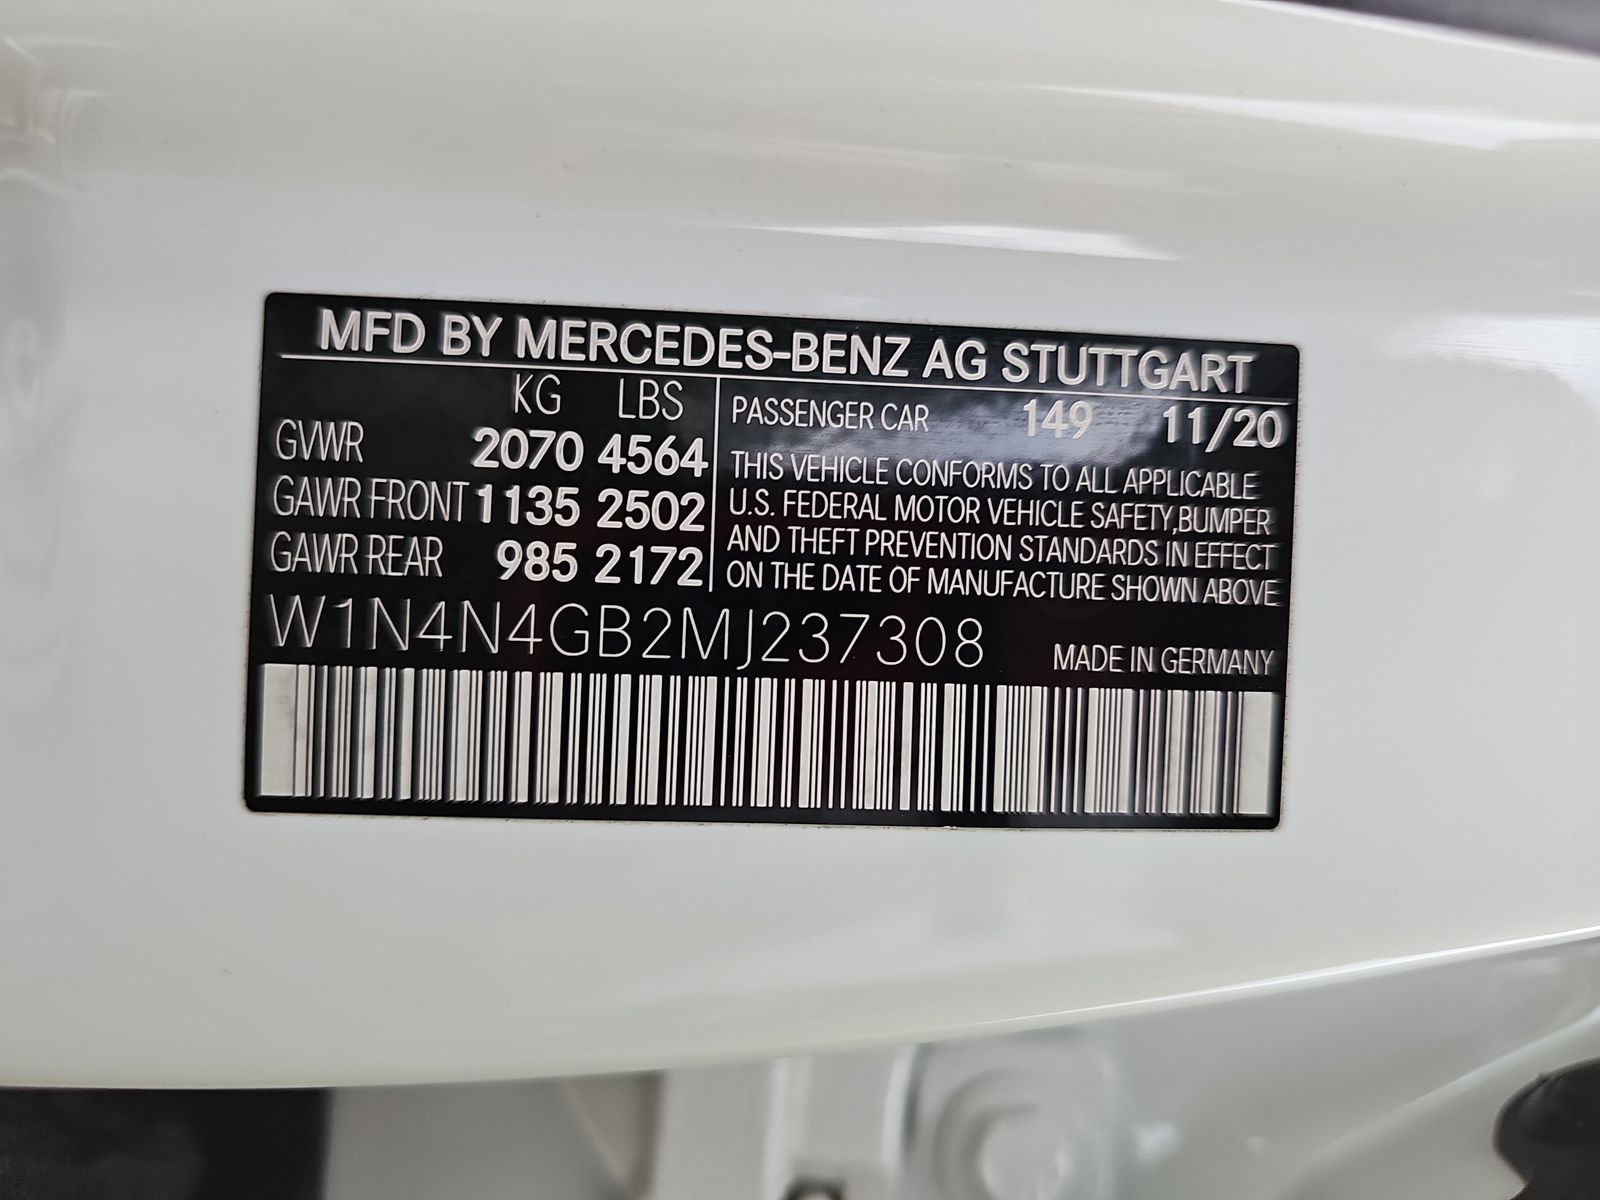 MFD BY MERCEDES-BENZ AG STUTTGART
KG LBS
GVWR 2070 4564
GAWR FRONT 1135 2502
GAWR REAR 985 2172
PASSENGER CAR 149 11/20
THIS VEHICLE CONFORMS TO ALL APPLICABLE
U.S. FEDERAL MOTOR VEHICLE SAFETY,BUMPER
AND THEFT PREVENTION STANDARDS IN EFFECT
ON THE DATE OF MANUFACTURE SHOWN ABOVE
W1N4N4GB2MJ237308
MADE IN GERMANY